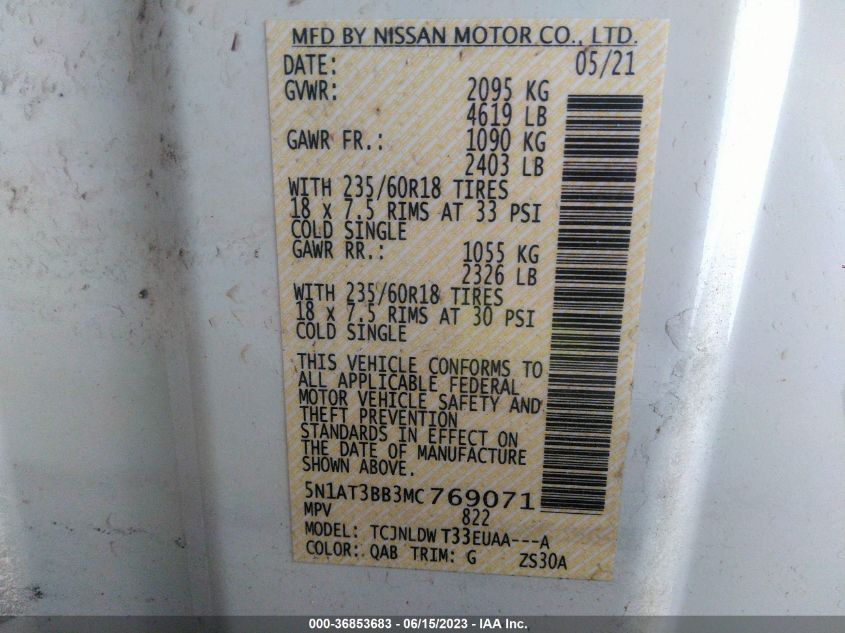 MFD BY NISSAN MOTOR CO., LTD.
DATE: 05/21
GVWR: 2095 KG
4619 LB
GAWR FR.: 1090 KG
2403 LB
WITH 235/60R18 TIRES
18 x 7.5 RIMS AT 33 PSI
COLD SINGLE
GAWR RR.: 1055 KG
2326 LB
WITH 235/60R18 TIRES
18 x 7.5 RIMS AT 30 PSI
COLD SINGLE
THIS VEHICLE CONFORMS TO
ALL APPLICABLE FEDERAL
MOTOR VEHICLE SAFETY AND
THEFT PREVENTION
STANDARDS IN EFFECT ON
THE DATE OF MANUFACTURE
SHOWN ABOVE.
5N1AT3BB3MC 769071
MPV 822
MODEL: TCJNLDW T33EUAA---A
COLOR: QAB TRIM: G ZS30A
000-36853683 - 06/15/2023 - IAA Inc.